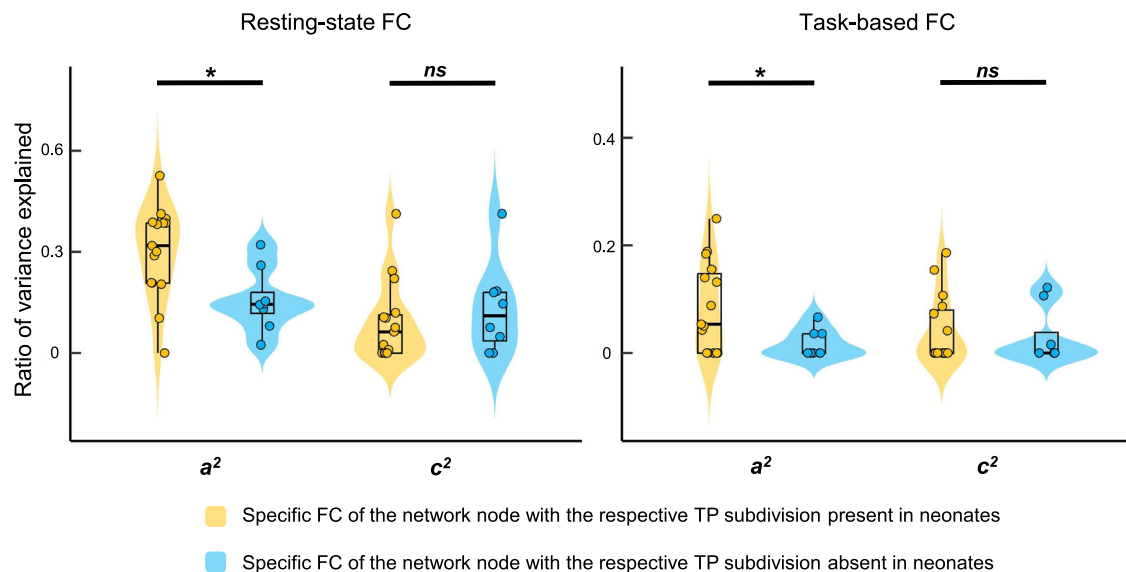 Resting-state FC
Task-based FC
*
ns
*
ns
Ratio of variance explained
0.6
0.3
0
0.4
0.2
0
a²
c²
a²
c²
Specific FC of the network node with the respective TP subdivision present in neonates
Specific FC of the network node with the respective TP subdivision absent in neonates